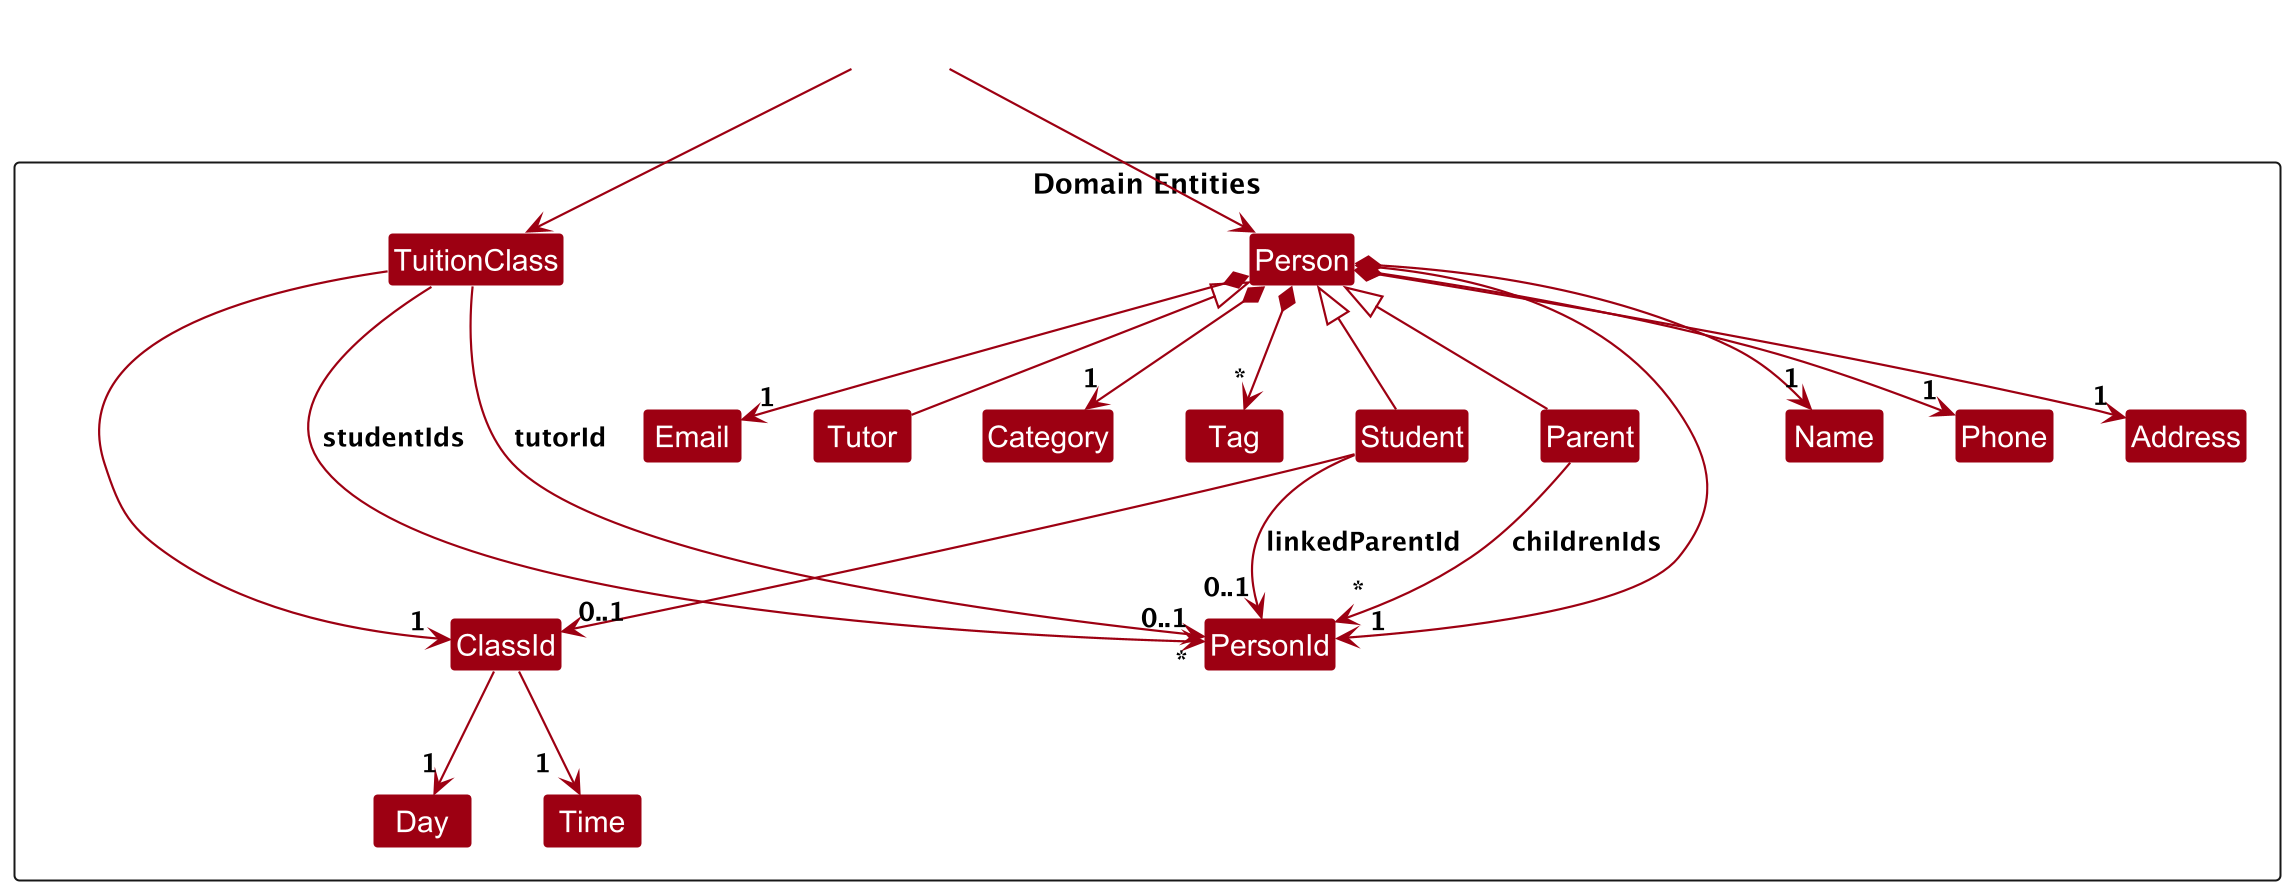 Domain Entities
TuitionClass
Person
1
1
*
1
1
1
studentIds
tutorId
Email
Tutor
Category
Tag
Student
Parent
Name
Phone
Address
linkedParentId
childrenIds
0..1
*
1
0..1
0..1
1
*
ClassId
PersonId
1
1
Day
Time